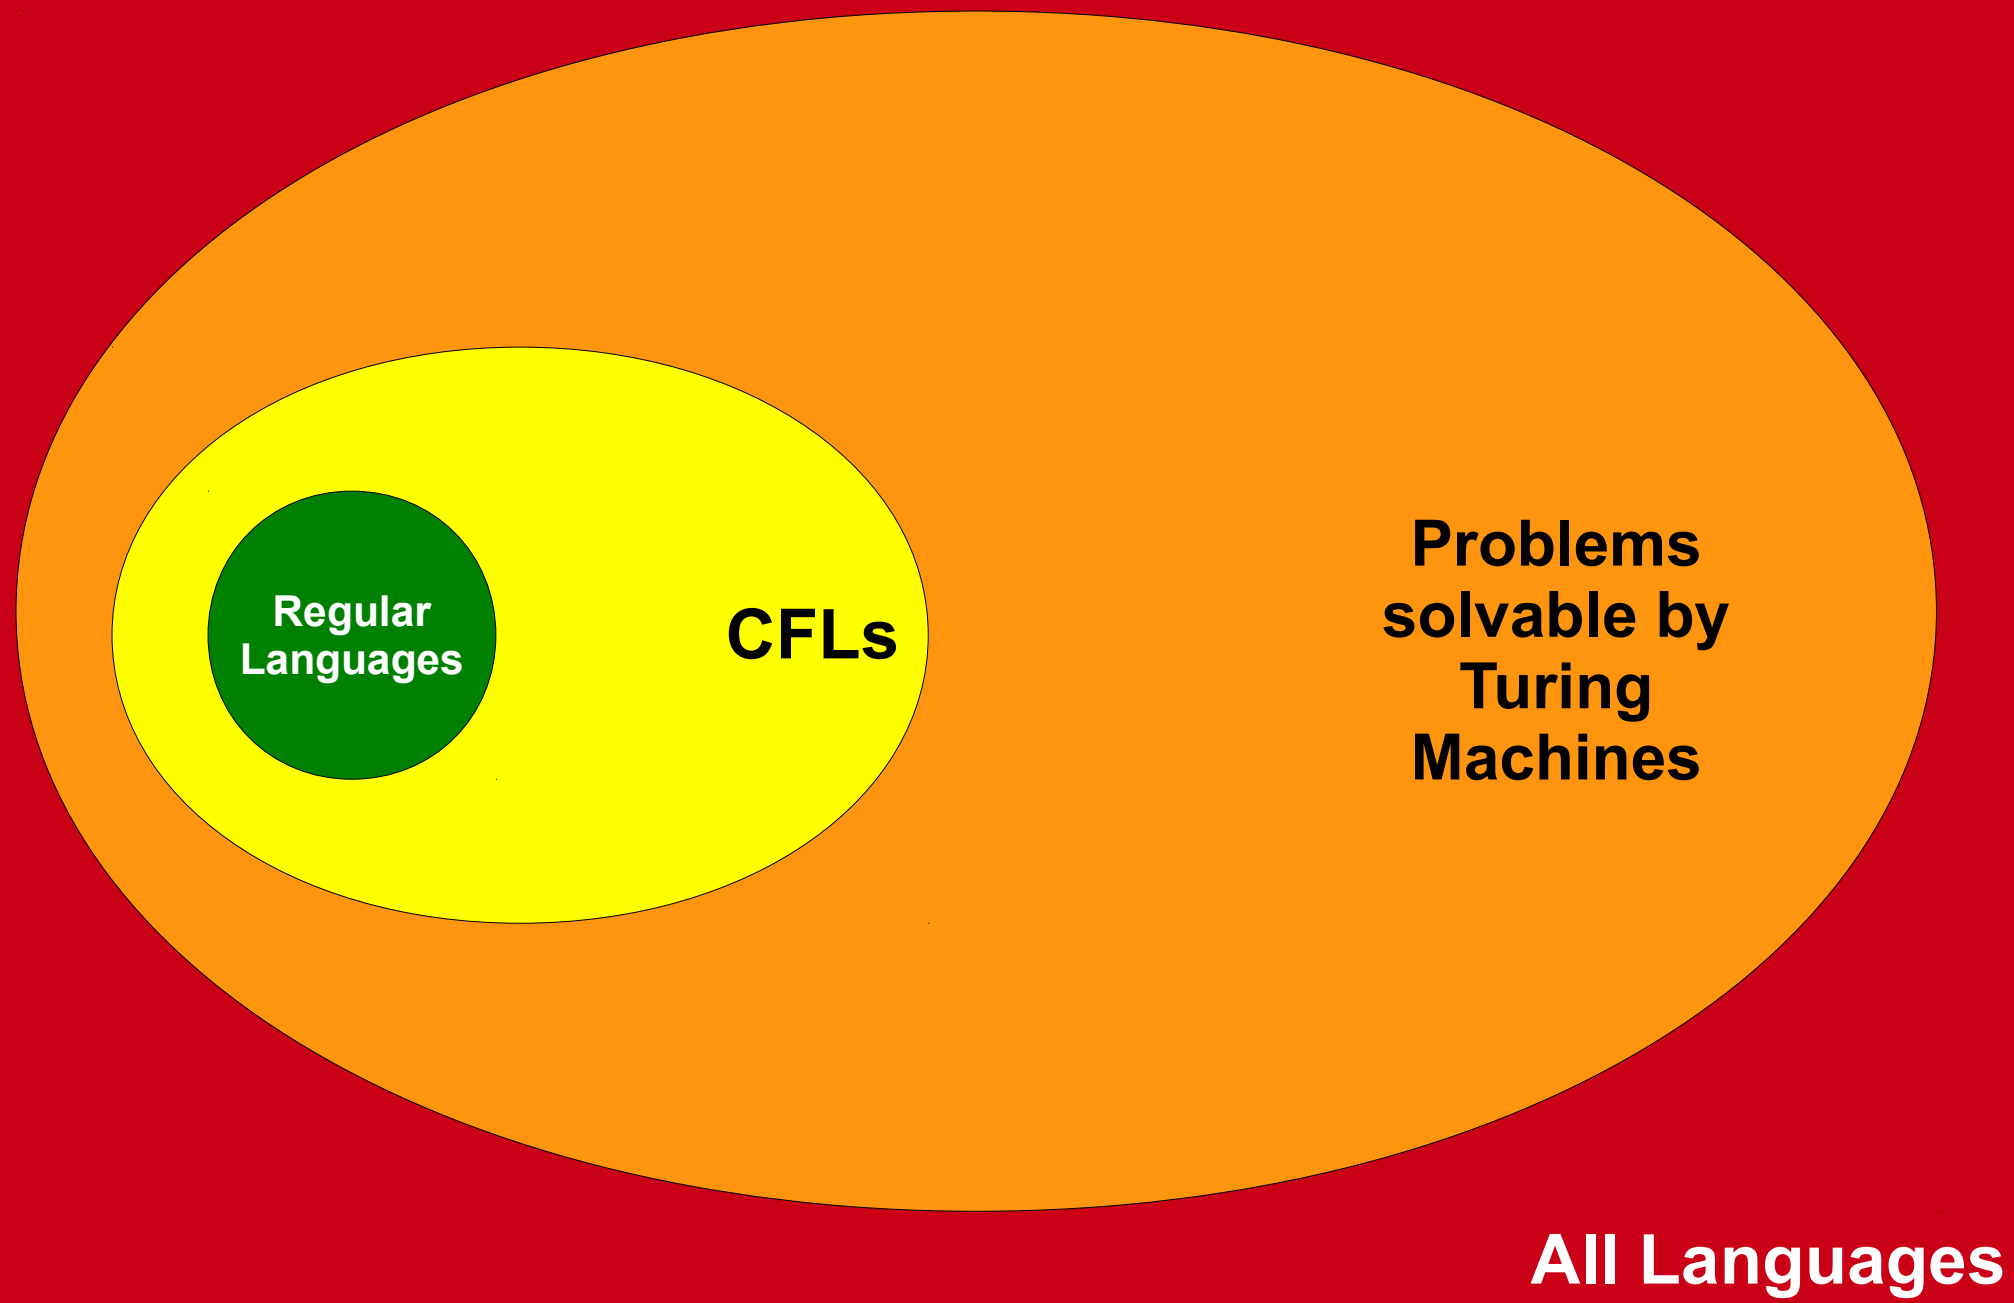 Regular
Languages
CFLs
Problems
solvable by
Turing
Machines
All Languages